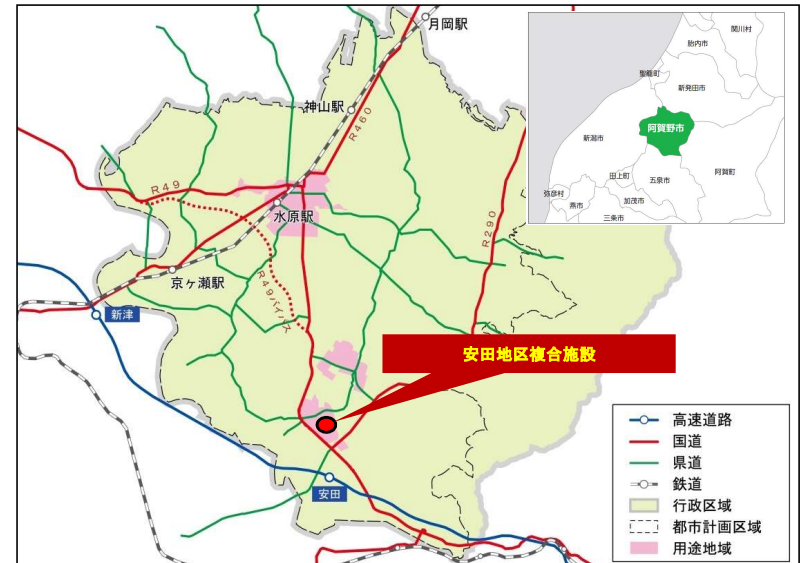 月岡駅
神山駅
R460
R49
水原駅
R290
京ヶ瀬駅
R49バイパス
新津
安田地区複合施設
安田
関川村
胎内市
聖籠町
新発田市
阿賀野市
新潟市
阿賀町
田上町
五泉市
弥彦村
加茂市
燕市
三条市
高速道路
国道
県道
鉄道
行政区域
都市計画区域
用途地域